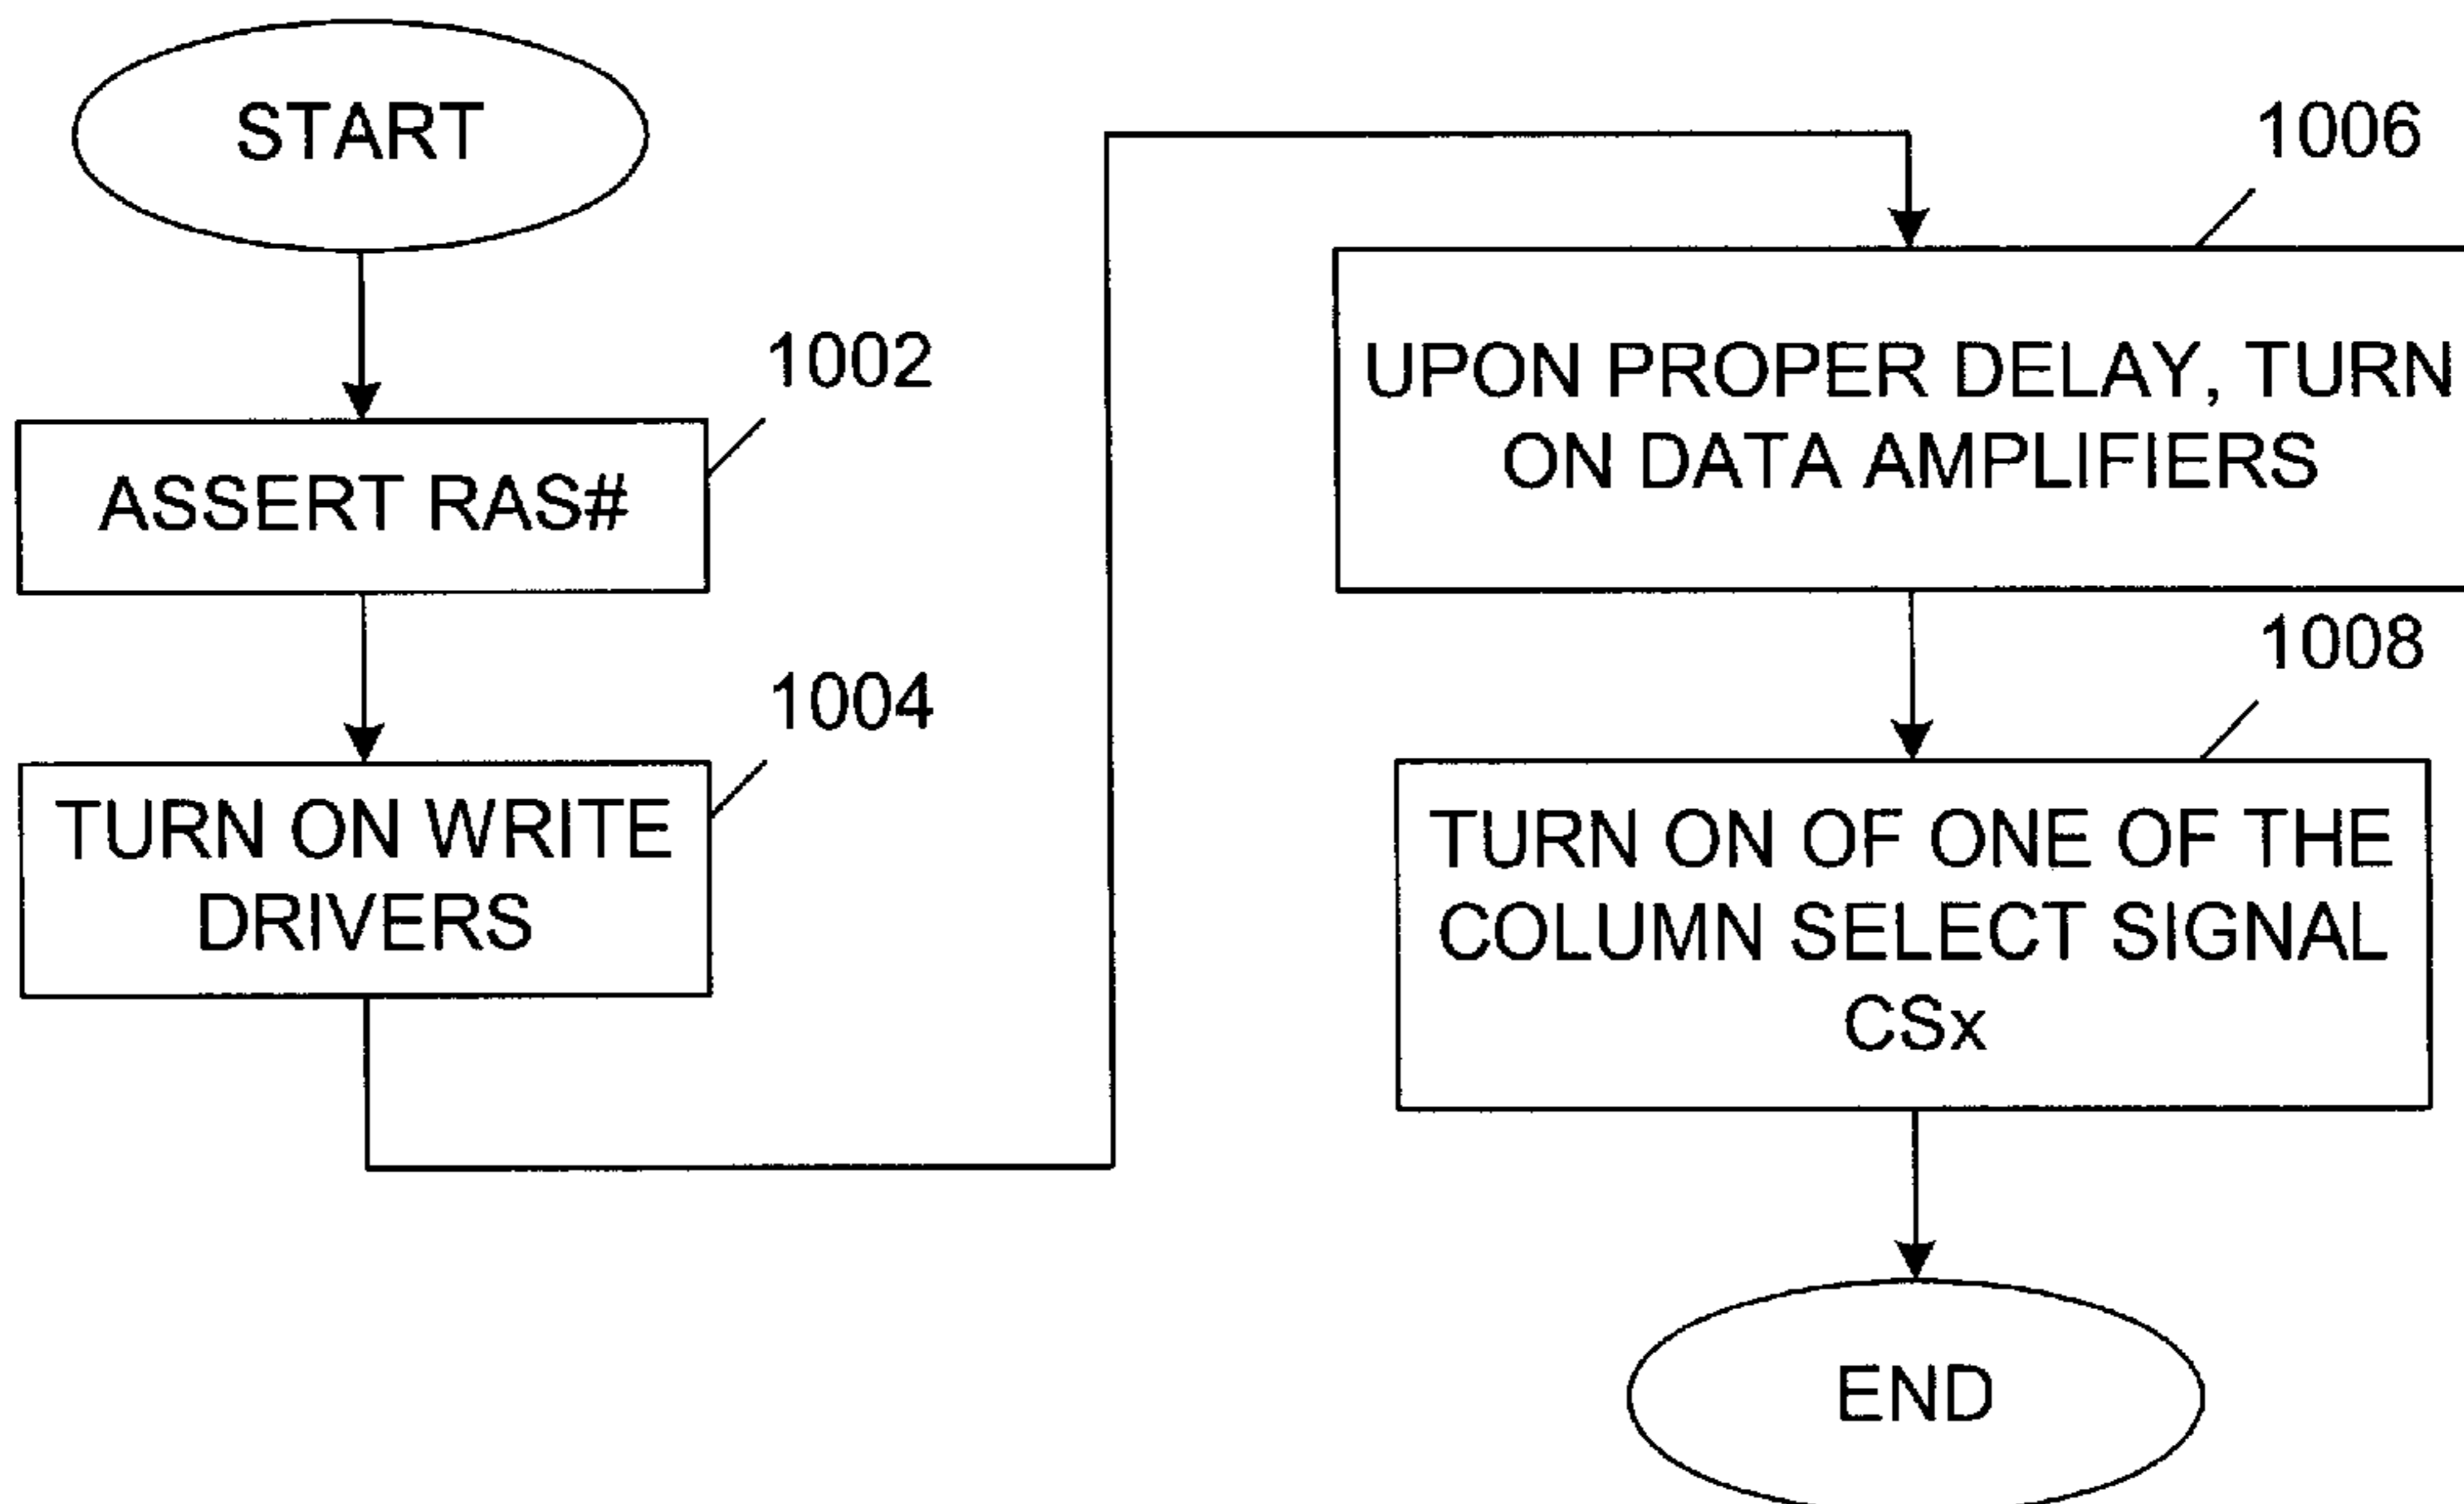 START
1002
ASSERT RAS#
1004
TURN ON WRITE
DRIVERS
1006
UPON PROPER DELAY, TURN
ON DATA AMPLIFIERS
1008
TURN ON OF ONE OF THE
COLUMN SELECT SIGNAL
CSx
END